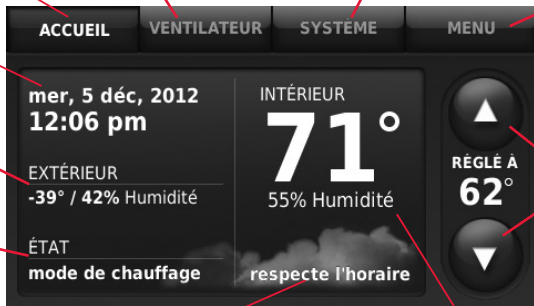 ACCUEIL
VENTILATEUR
SYSTÈME
MENU
mer, 5 déc, 2012
12:06 pm
EXTÉRIEUR
-39° / 42% Humidité
ÉTAT
mode de chauffage
INTÉRIEUR
71°
55% Humidité
respecte l'horaire
RÉGLÉ À
62°